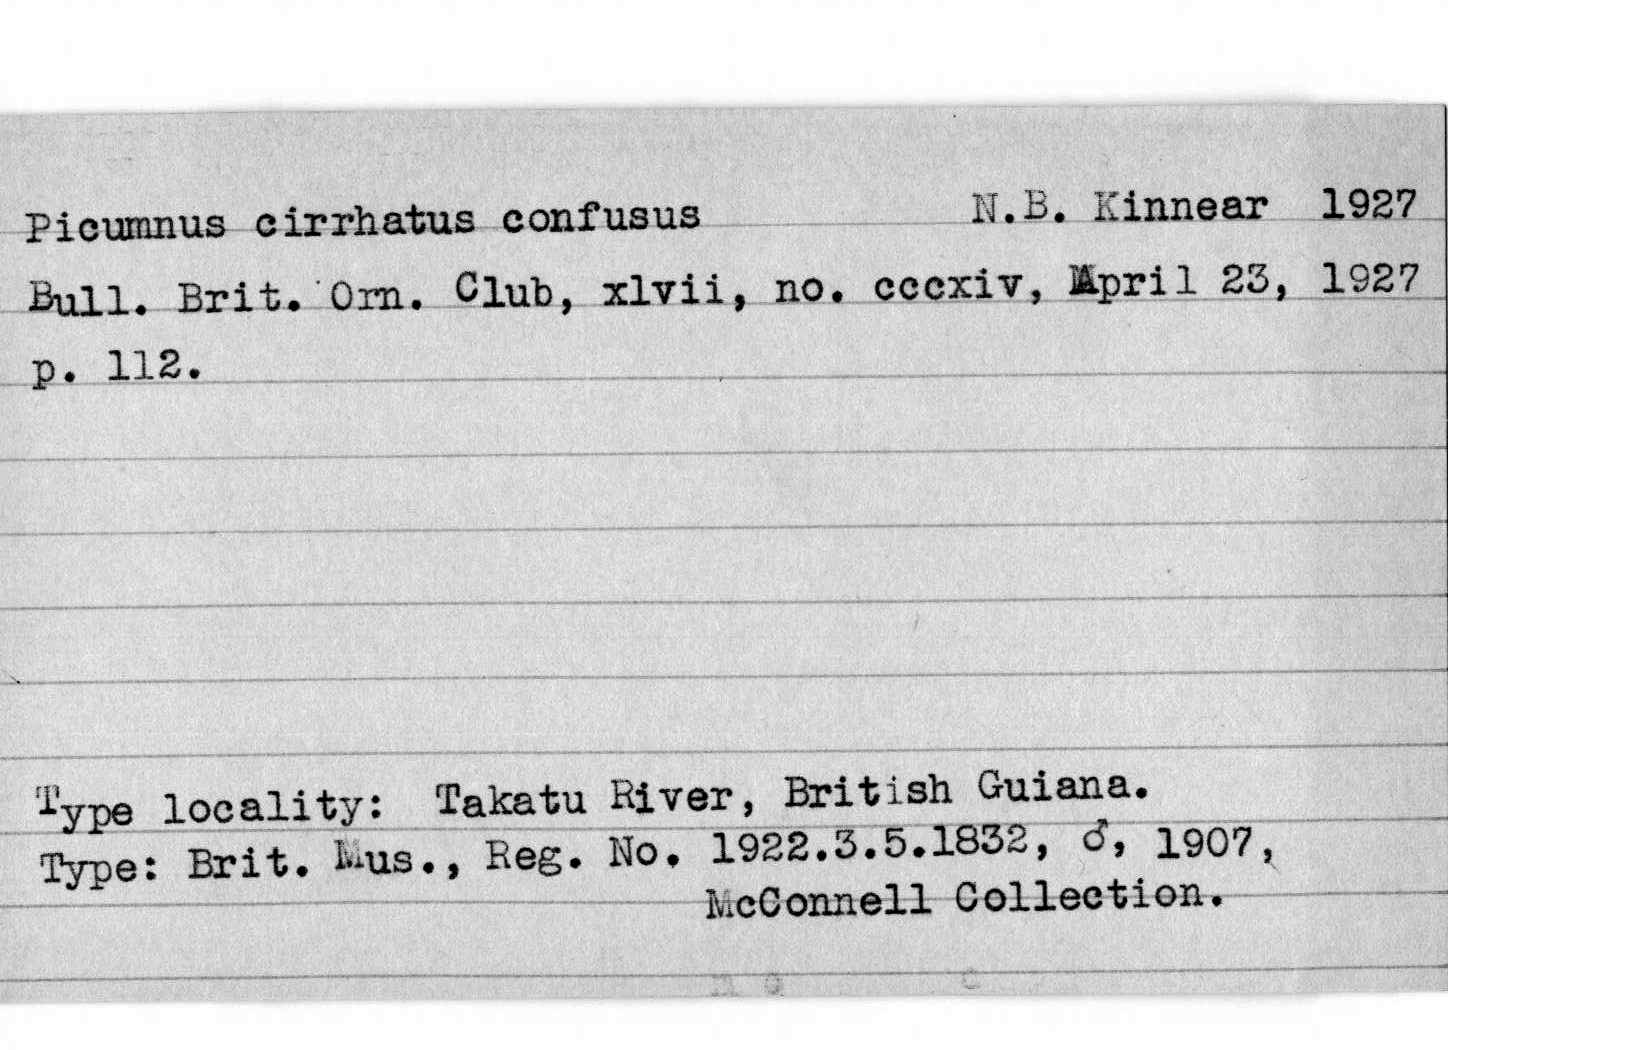 Picumnus cirrhatus confusus N.B. Kinnear 1927
Bull. Brit. Orn. Club, xlvii, no. cccxiv, April 23, 1927
p. 112.
Type locality: Takatu River, British Guiana.
Type: Brit. Mus., Reg. No. 1922.3.5.1832, ♂, 1907,
McConnell Collection.